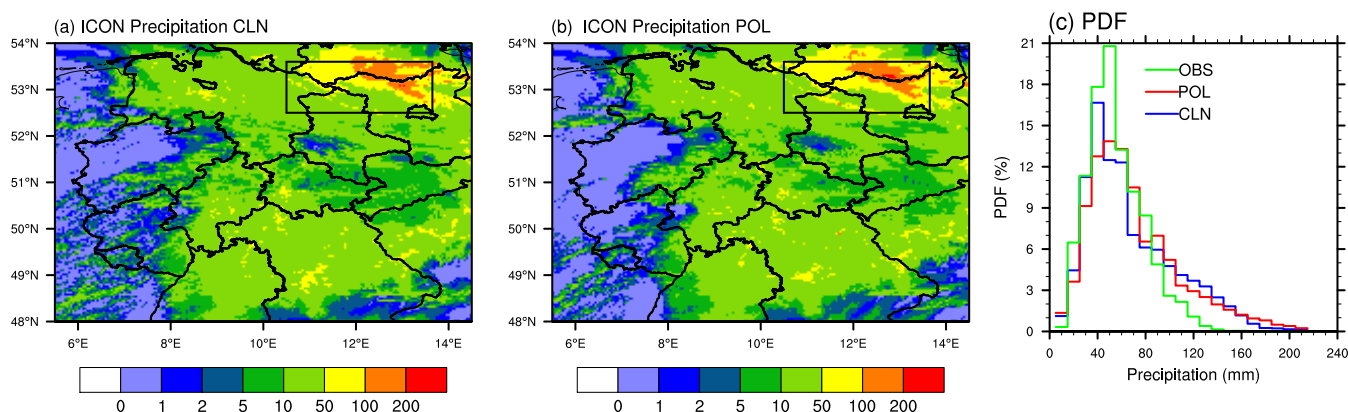 (a) ICON Precipitation CLN
54°N
53°N
52°N
51°N
50°N
49°N
48°N
6°E 8°E 10°E 12°E 14°E
0 1 2 5 10 50 100 200
(b) ICON Precipitation POL
54°N
53°N
52°N
51°N
50°N
49°N
48°N
6°E 8°E 10°E 12°E 14°E
0 1 2 5 10 50 100 200
(c) PDF
PDF (%)
21
18
15
12
9
6
3
0
OBS
POL
CLN
0 40 80 120 160 200 240
Precipitation (mm)